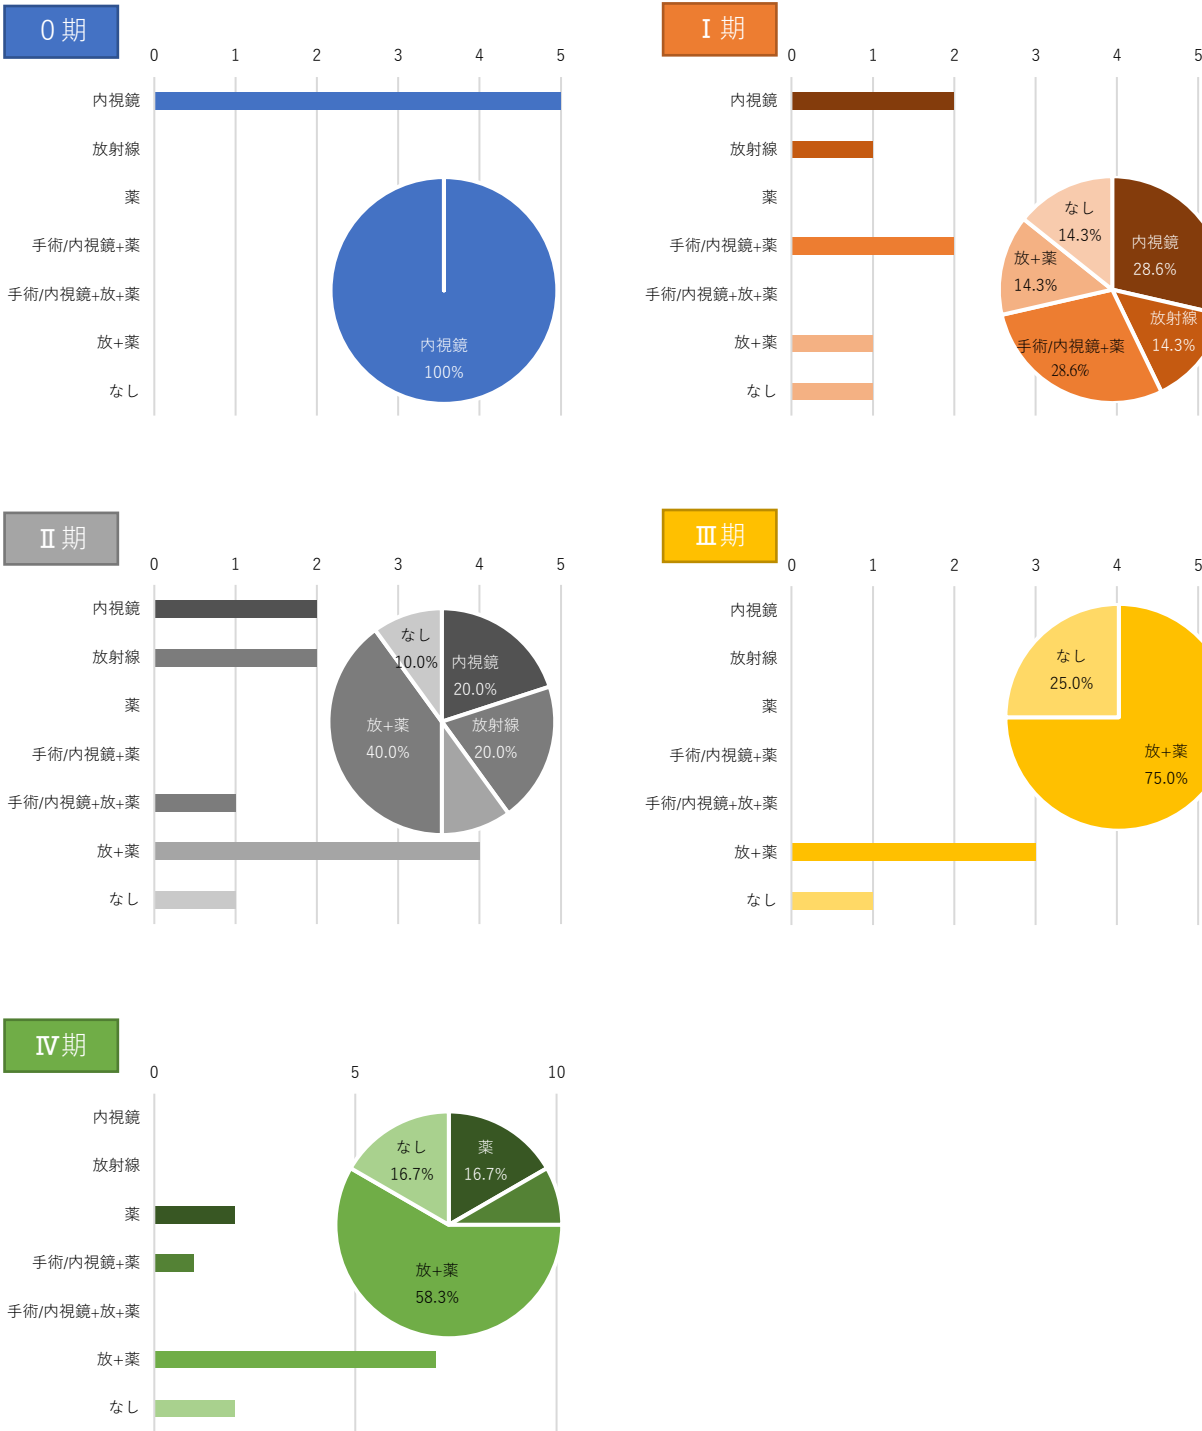 0 期
0 1 2 3 4 5
内視鏡
放射線
薬
手術/内視鏡+薬
手術/内視鏡+放+薬
放+薬
なし
内視鏡
100%
Ⅰ 期
0 1 2 3 4 5
内視鏡
放射線
薬
手術/内視鏡+薬
手術/内視鏡+放+薬
放+薬
なし
内視鏡
28.6%
放射線
14.3%
手術/内視鏡+薬
28.6%
放+薬
14.3%
なし
14.3%
Ⅱ 期
0 1 2 3 4 5
内視鏡
放射線
薬
手術/内視鏡+薬
手術/内視鏡+放+薬
放+薬
なし
内視鏡
20.0%
放射線
20.0%
放+薬
40.0%
なし
10.0%
Ⅲ期
0 1 2 3 4 5
内視鏡
放射線
薬
手術/内視鏡+薬
手術/内視鏡+放+薬
放+薬
なし
放+薬
75.0%
なし
25.0%
Ⅳ期
0 5 10
内視鏡
放射線
薬
手術/内視鏡+薬
手術/内視鏡+放+薬
放+薬
なし
薬
16.7%
放+薬
58.3%
なし
16.7%